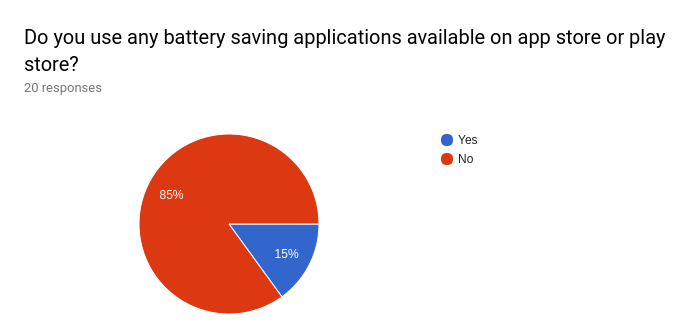 Do you use any battery saving applications available on app store or play
store?
20 responses
Yes
No
85%
15%